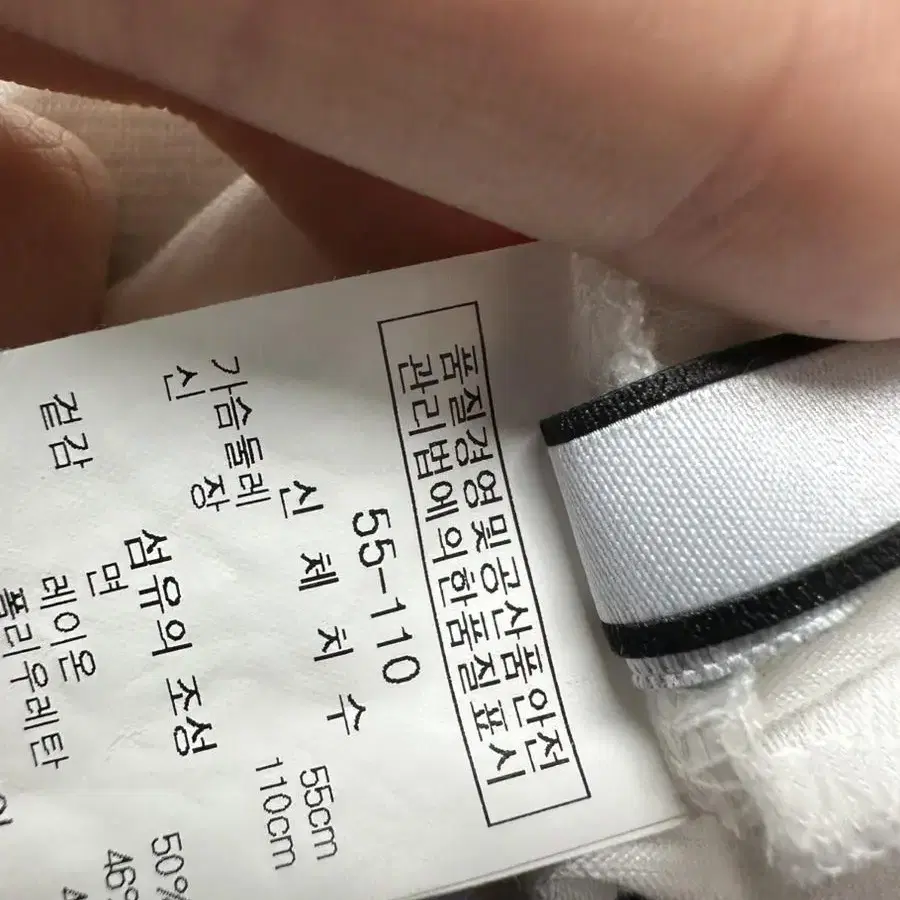 품질경영및공산품안전
관리법에의한품질표시
55-110
신 체 치 수
가슴둘레 55cm
신 장 110cm
섬유의 조성
겉감 면 50%
레이온 46%
폴리우레탄